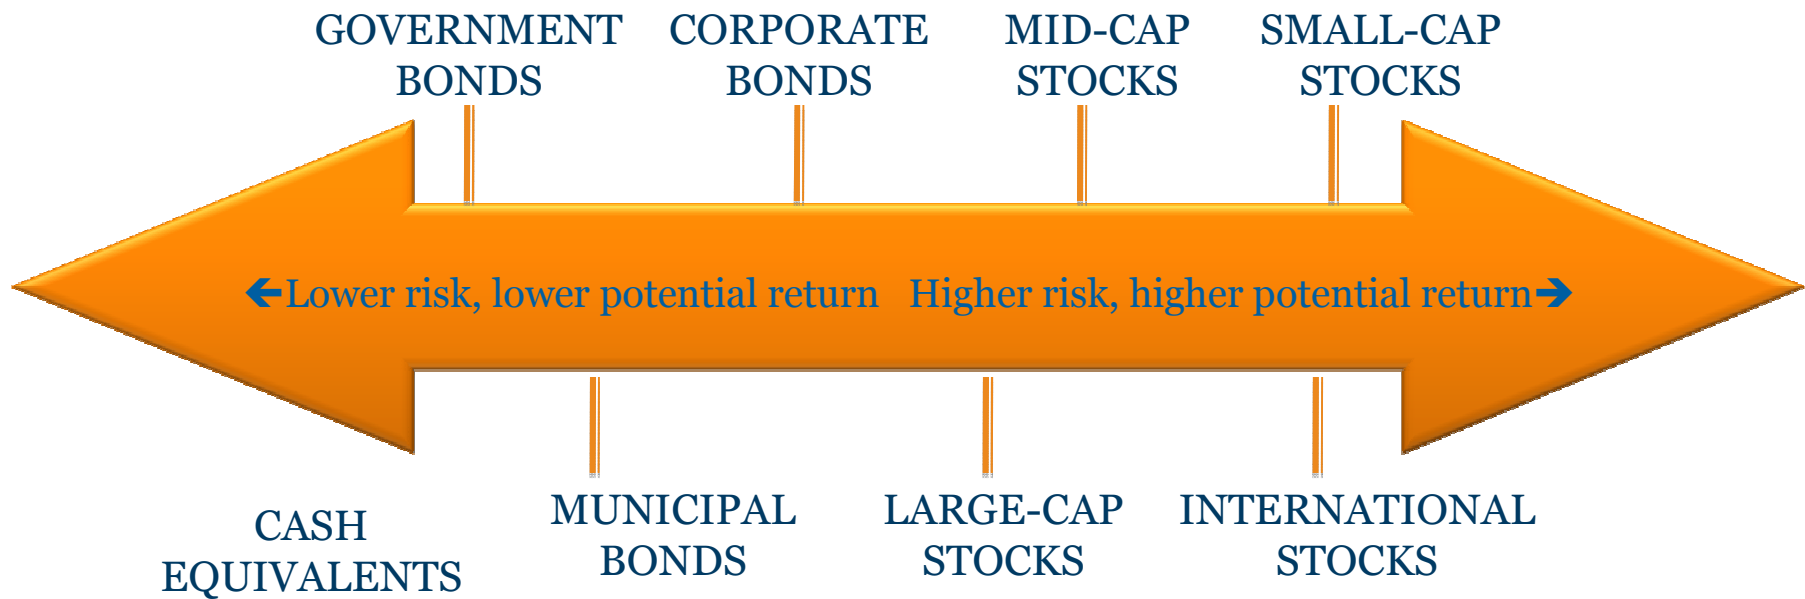 GOVERNMENT
BONDS
CORPORATE
BONDS
MID-CAP
STOCKS
SMALL-CAP
STOCKS
🡸Lower risk, lower potential return Higher risk, higher potential return🡺
CASH
EQUIVALENTS
MUNICIPAL
BONDS
LARGE-CAP
STOCKS
INTERNATIONAL
STOCKS